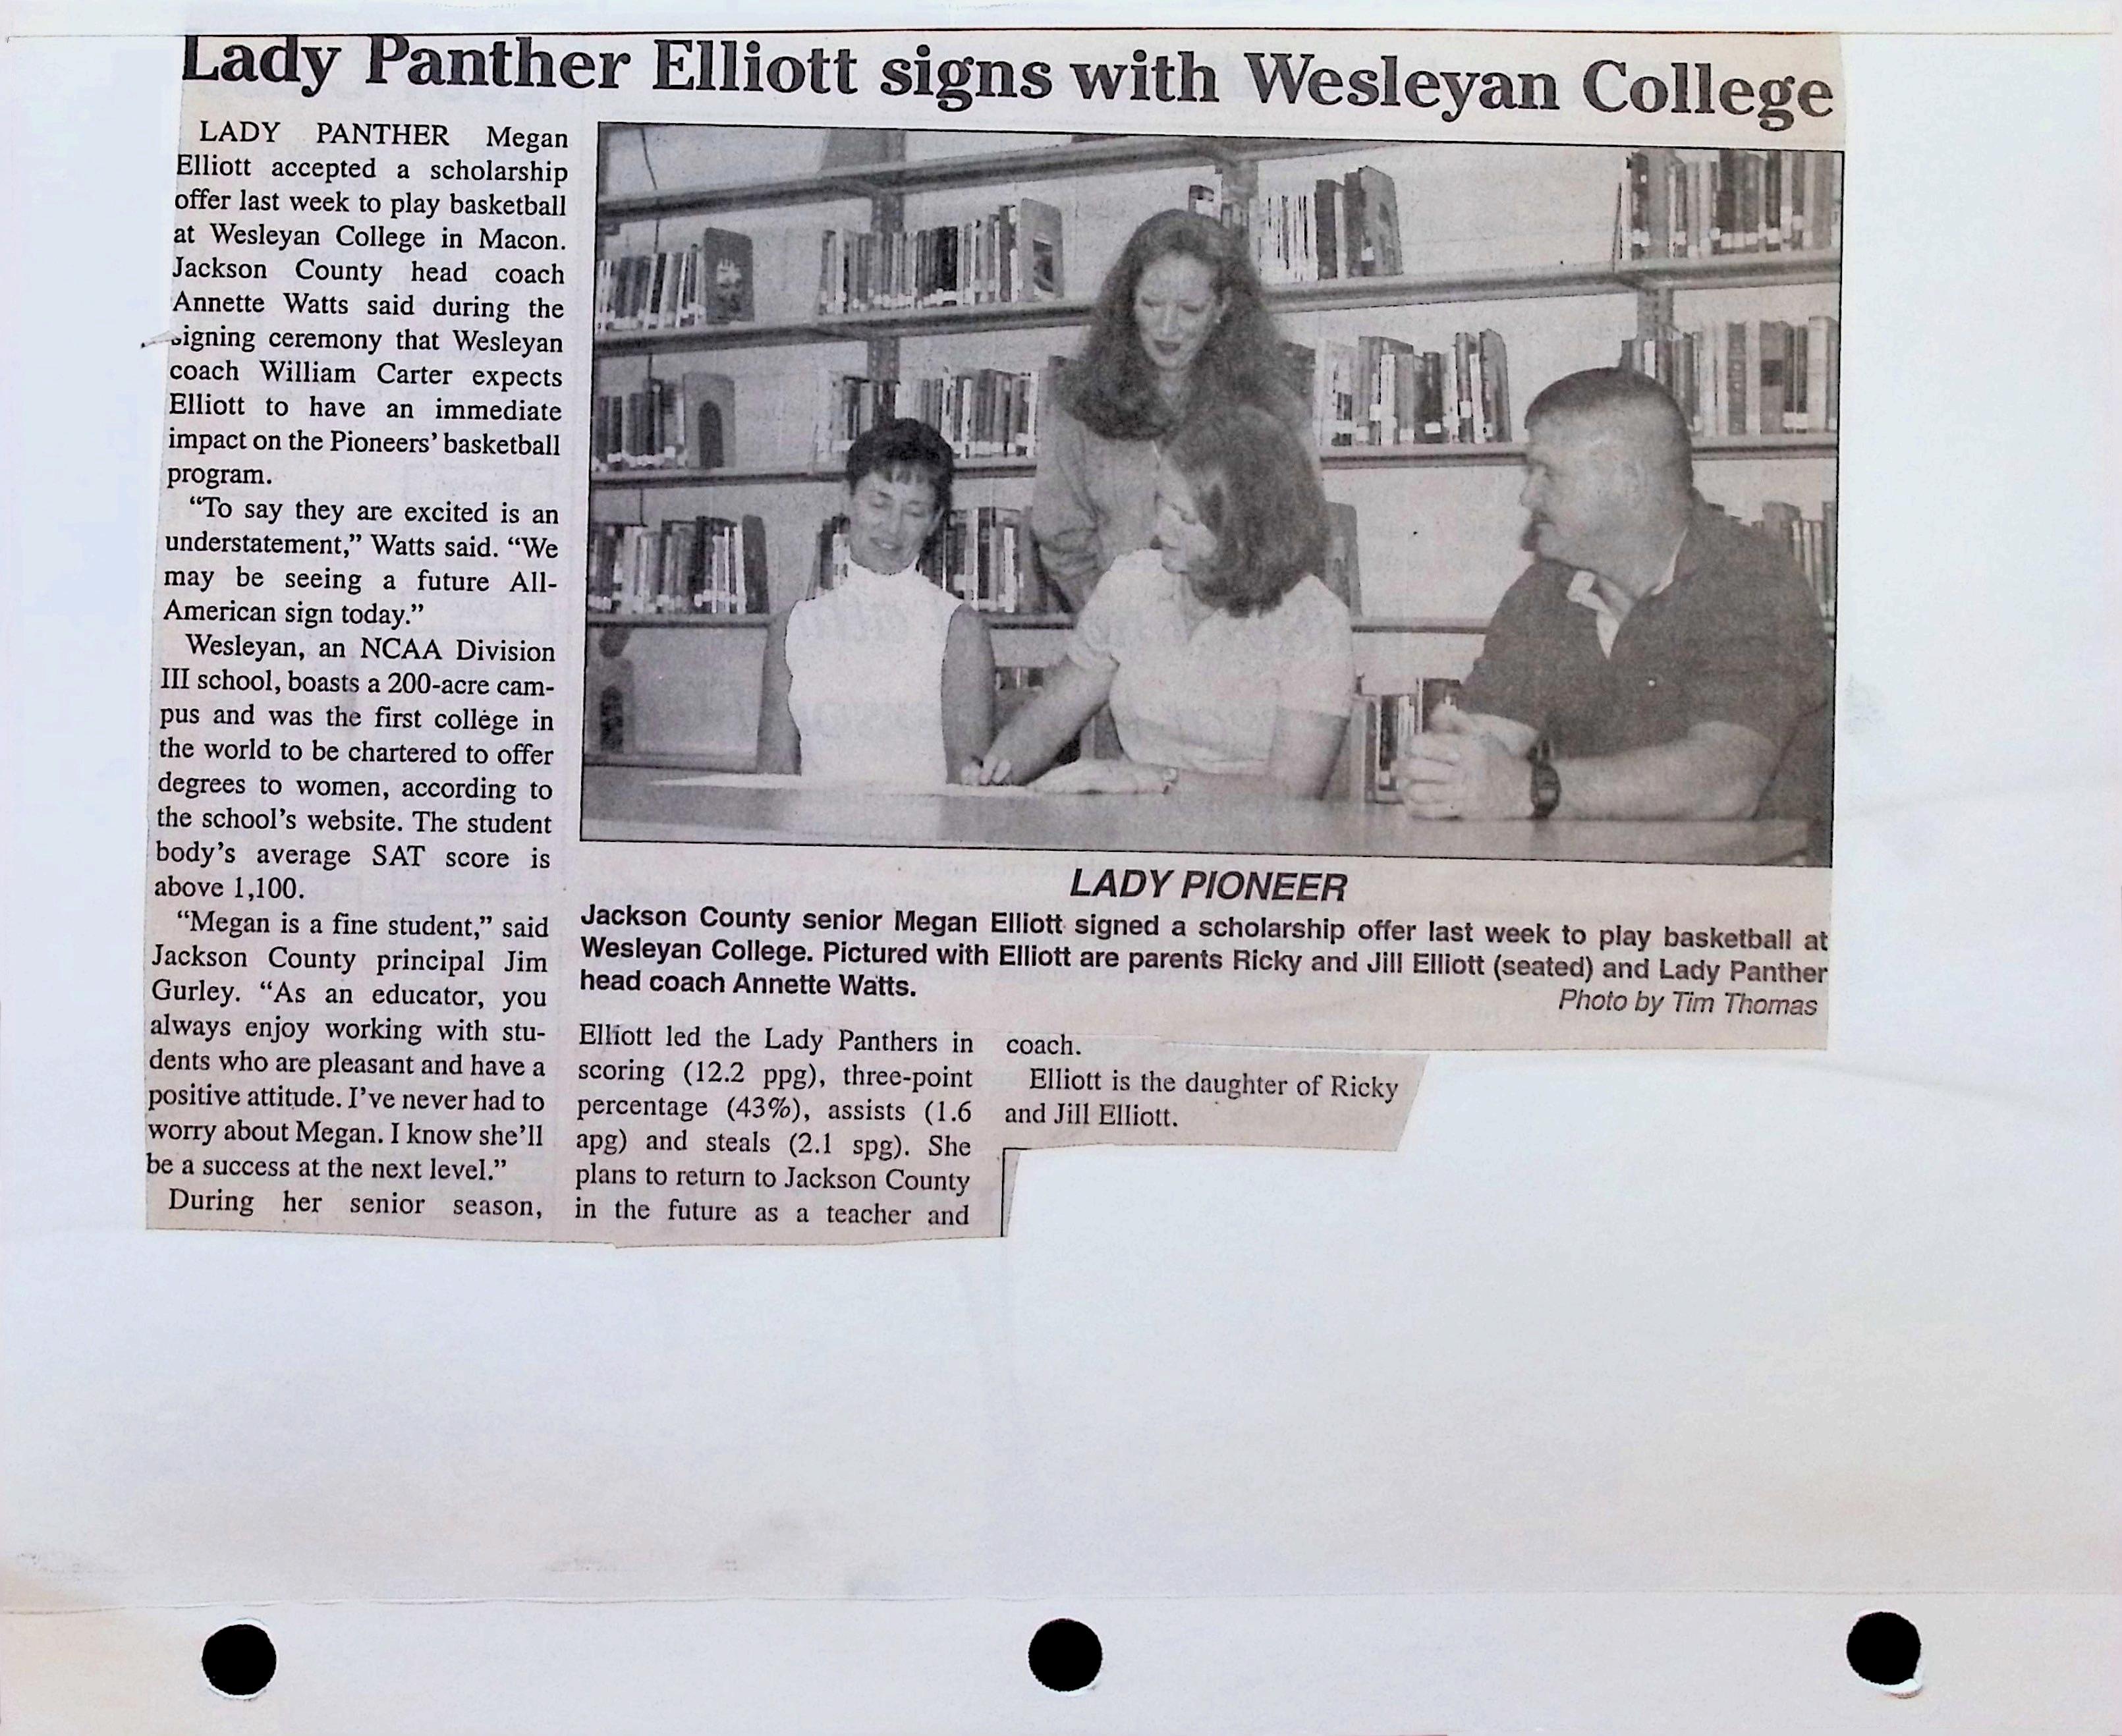 Lady Panther Elliott signs with Wesleyan College
LADY PANTHER Megan
Elliott accepted a scholarship
offer last week to play basketball
at Wesleyan College in Macon.
Jackson County head coach
Annette Watts said during the
signing ceremony that Wesleyan
coach William Carter expects
Elliott to have an immediate
impact on the Pioneers' basketball
program.
"To say they are excited is an
understatement," Watts said. "We
may be seeing a future All-
American sign today."
Wesleyan, an NCAA Division
III school, boasts a 200-acre cam-
pus and was the first college in
the world to be chartered to offer
degrees to women, according to
the school's website. The student
body's average SAT score is
above 1,100.
"Megan is a fine student," said
Jackson County principal Jim
Gurley. "As an educator, you
always enjoy working with stu-
dents who are pleasant and have a
positive attitude. I've never had to
worry about Megan. I know she'll
be a success at the next level."
During her senior season,
LADY PIONEER
Jackson County senior Megan Elliott signed a scholarship offer last week to play basketball at
Wesleyan College. Pictured with Elliott are parents Ricky and Jill Elliott (seated) and Lady Panther
head coach Annette Watts.
Photo by Tim Thomas
Elliott led the Lady Panthers in
scoring (12.2 ppg), three-point
percentage (43%), assists (1.6
apg) and steals (2.1 spg). She
plans to return to Jackson County
in the future as a teacher and
coach.
Elliott is the daughter of Ricky
and Jill Elliott.